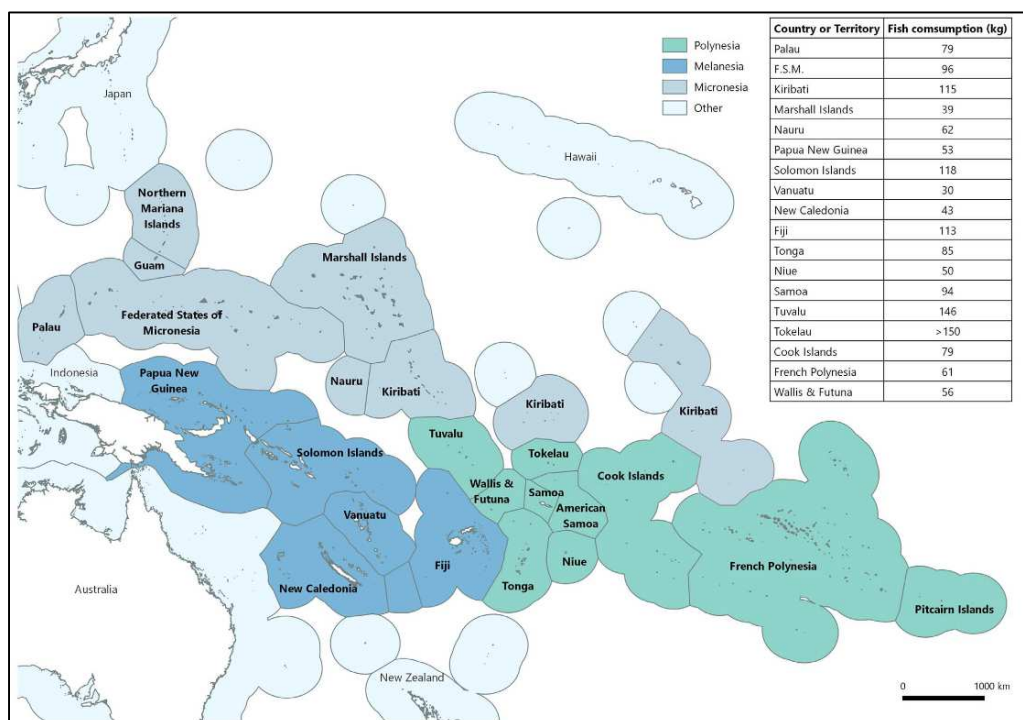 Polynesia
Melanesia
Micronesia
Other
Country or Territory Fish comsumption (kg)
Palau 79
F.S.M. 96
Kiribati 115
Marshall Islands 39
Nauru 62
Papua New Guinea 53
Solomon Islands 118
Vanuatu 30
New Caledonia 43
Fiji 113
Tonga 85
Niue 50
Samoa 94
Tuvalu 146
Tokelau >150
Cook Islands 79
French Polynesia 61
Wallis & Futuna 56
Japan
Hawaii
Northern
Mariana
Islands
Guam
Marshall Islands
Palau
Federated States of
Micronesia
Indonesia
Papua New
Guinea
Nauru
Kiribati
Kiribati
Kiribati
Tuvalu
Solomon Islands
Tokelau
Cook Islands
Wallis &
Futuna
Samoa
American
Samoa
Vanuatu
Fiji
Niue
French Polynesia
New Caledonia
Tonga
Australia
Pitcairn Islands
New Zealand
0 1000 km